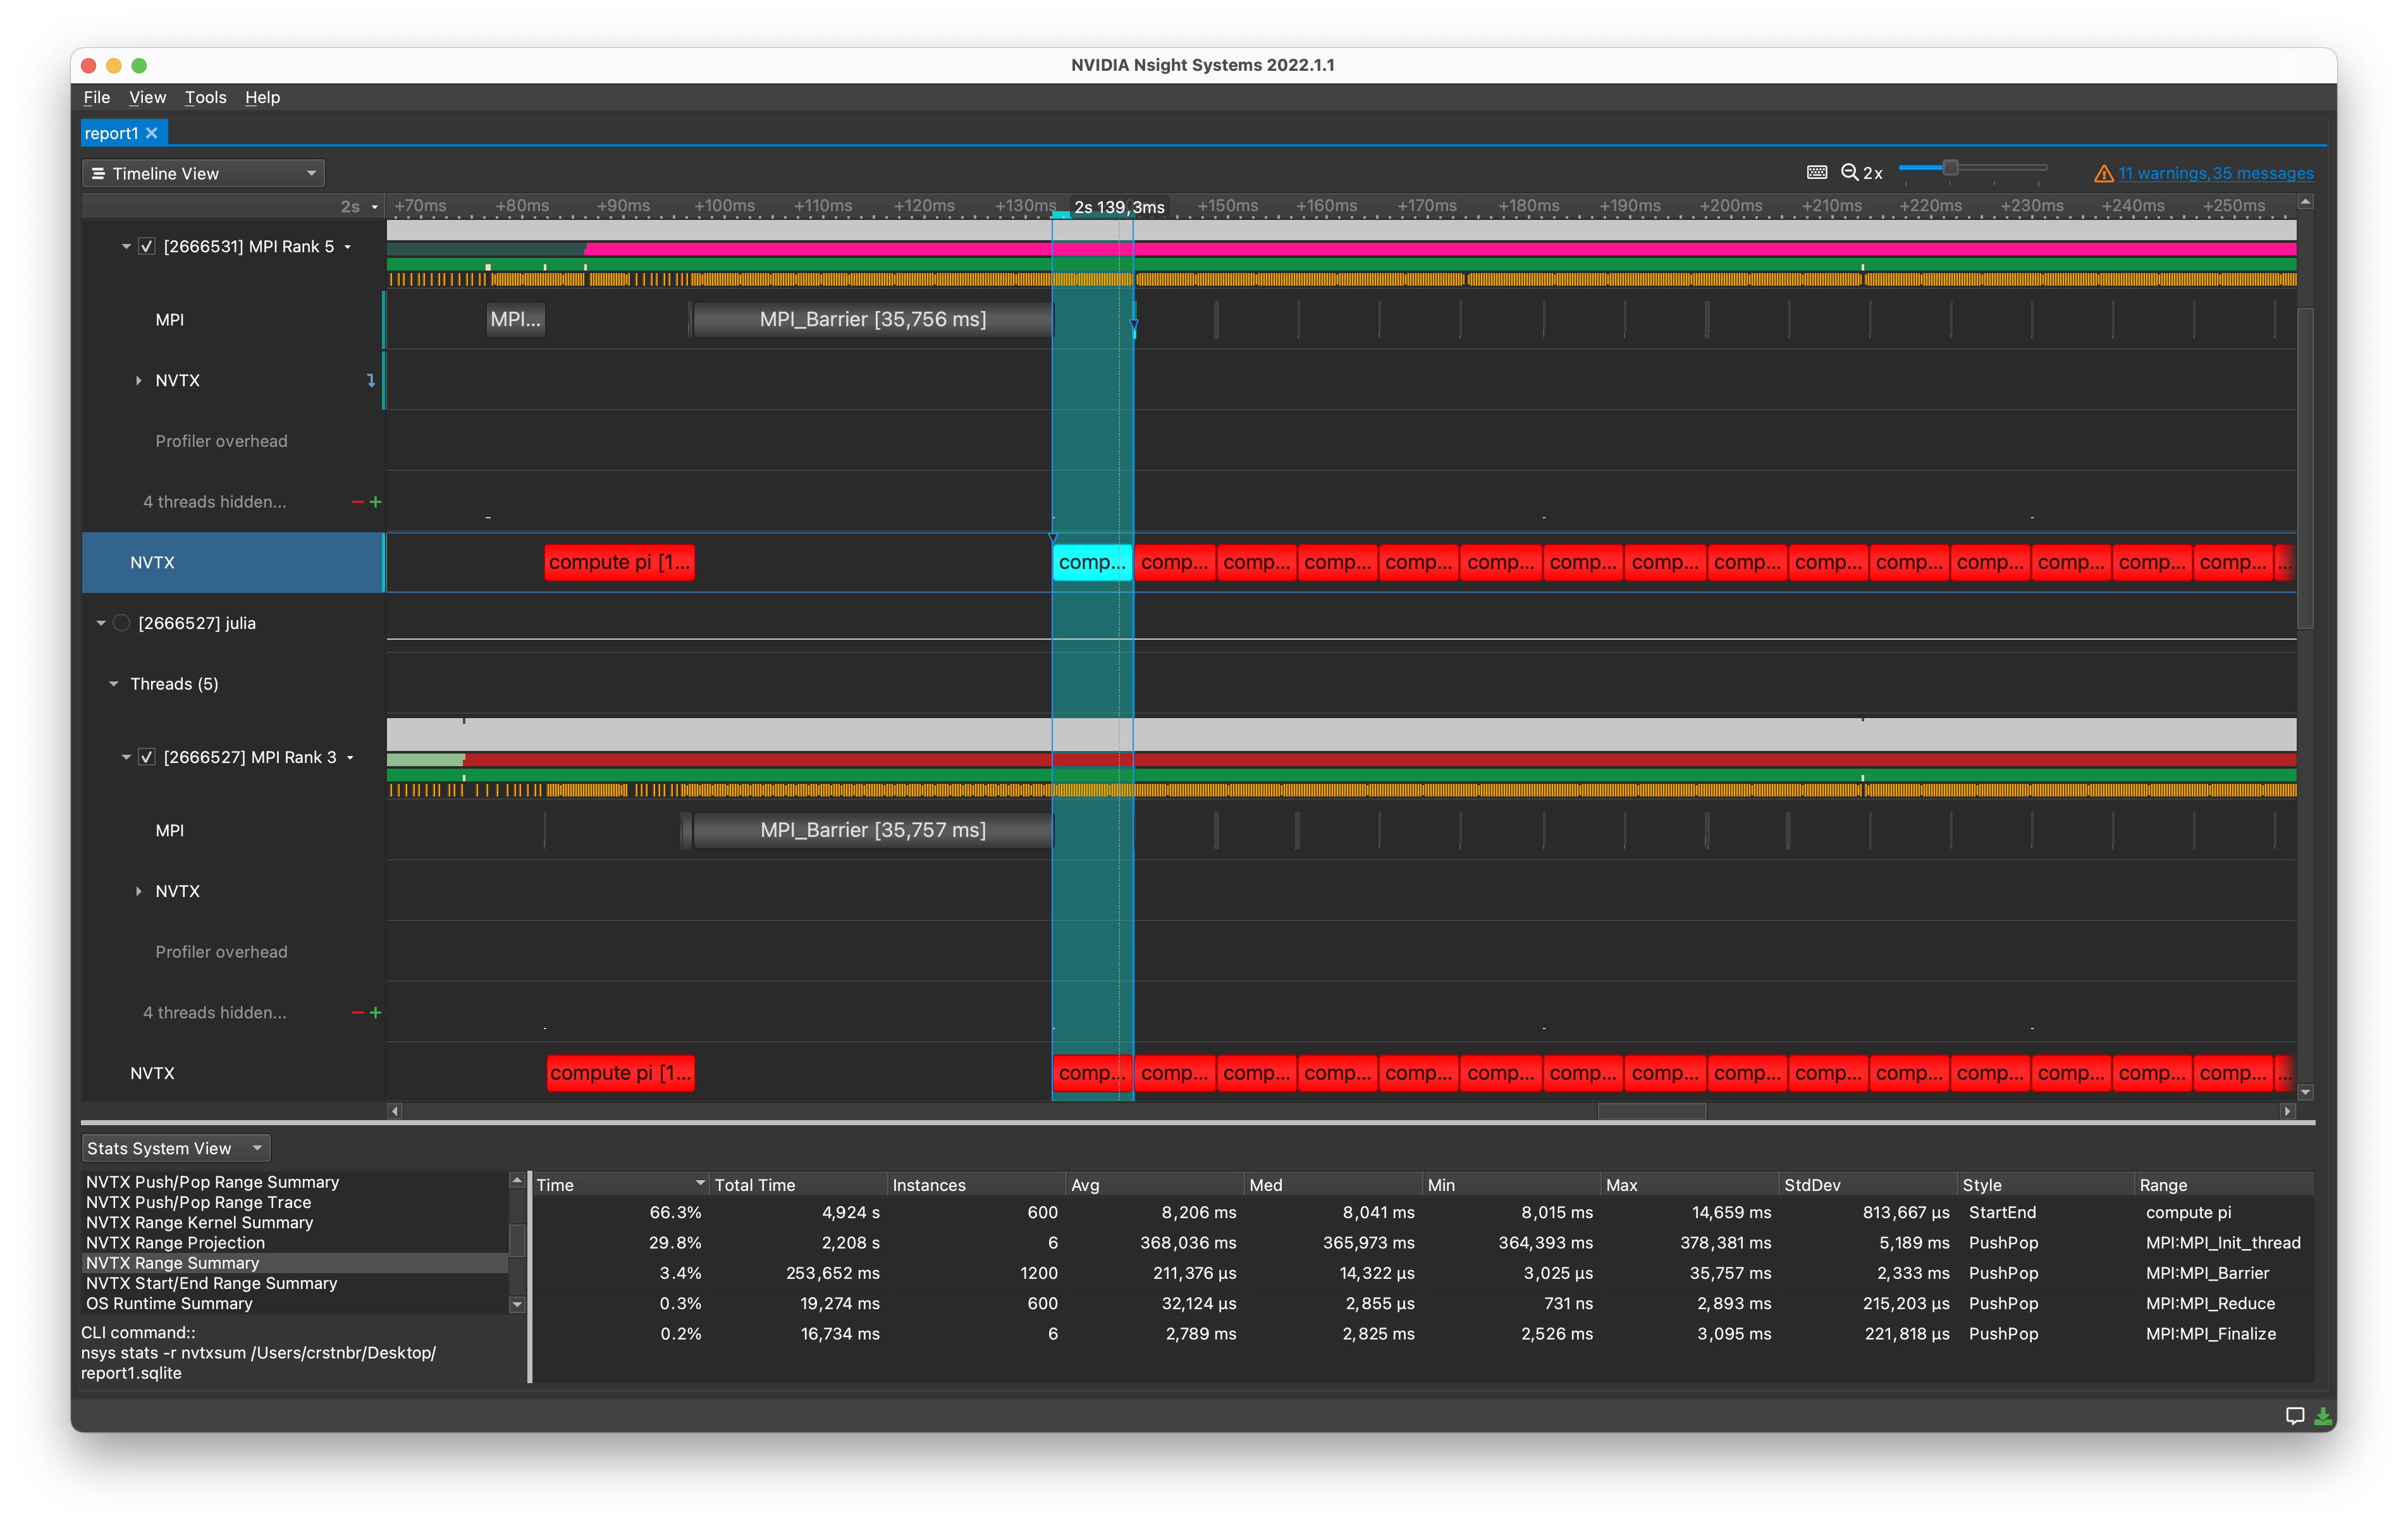 NVIDIA Nsight Systems 2022.1.1
File View Tools Help
report1
Timeline View 2x 11 warnings,35 messages
2s +70ms +80ms +90ms +100ms +110ms +120ms +130ms 2s 139,3ms +150ms +160ms +170ms +180ms +190ms +200ms +210ms +220ms +230ms +240ms +250ms
[2666531] MPI Rank 5
MPI MPI... MPI_Barrier [35,756 ms]
NVTX
Profiler overhead
4 threads hidden...
NVTX compute pi [1... comp... comp... comp... comp... comp... comp... comp... comp... comp... comp... comp... comp... comp... comp... comp... ...
[2666527] julia
Threads (5)
[2666527] MPI Rank 3
MPI MPI_Barrier [35,757 ms]
NVTX
Profiler overhead
4 threads hidden...
NVTX compute pi [1... comp... comp... comp... comp... comp... comp... comp... comp... comp... comp... comp... comp... comp... comp... comp... ...
Stats System View
NVTX Push/Pop Range Summary
NVTX Push/Pop Range Trace
NVTX Range Kernel Summary
NVTX Range Projection
NVTX Range Summary
NVTX Start/End Range Summary
OS Runtime Summary
CLI command::
nsys stats -r nvtxsum /Users/crstnbr/Desktop/
report1.sqlite
Time Total Time Instances Avg Med Min Max StdDev Style Range
66.3% 4,924 s 600 8,206 ms 8,041 ms 8,015 ms 14,659 ms 813,667 μs StartEnd compute pi
29.8% 2,208 s 6 368,036 ms 365,973 ms 364,393 ms 378,381 ms 5,189 ms PushPop MPI:MPI_Init_thread
3.4% 253,652 ms 1200 211,376 μs 14,322 μs 3,025 μs 35,757 ms 2,333 ms PushPop MPI:MPI_Barrier
0.3% 19,274 ms 600 32,124 μs 2,855 μs 731 ns 2,893 ms 215,203 μs PushPop MPI:MPI_Reduce
0.2% 16,734 ms 6 2,789 ms 2,825 ms 2,526 ms 3,095 ms 221,818 μs PushPop MPI:MPI_Finalize